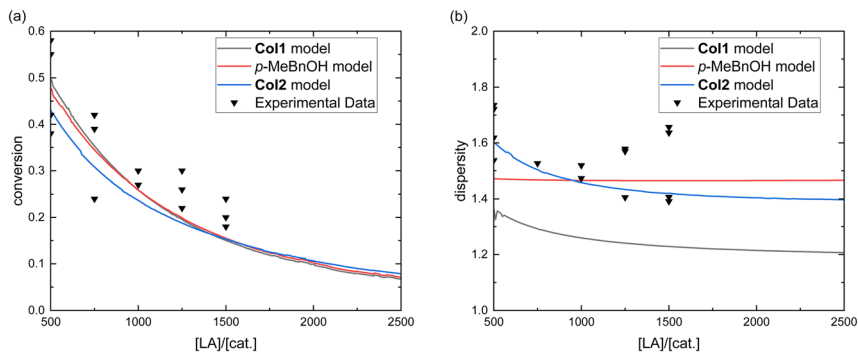 (a)
0.6
0.5
0.4
0.3
0.2
0.1
0.0
conversion
Col1 model
p-MeBnOH model
Col2 model
Experimental Data
500
1000
1500
2000
2500
[LA]/[cat.]
(b)
2.0
1.8
1.6
1.4
1.2
1.0
dispersity
Col1 model
p-MeBnOH model
Col2 model
Experimental Data
500
1000
1500
2000
2500
[LA]/[cat.]